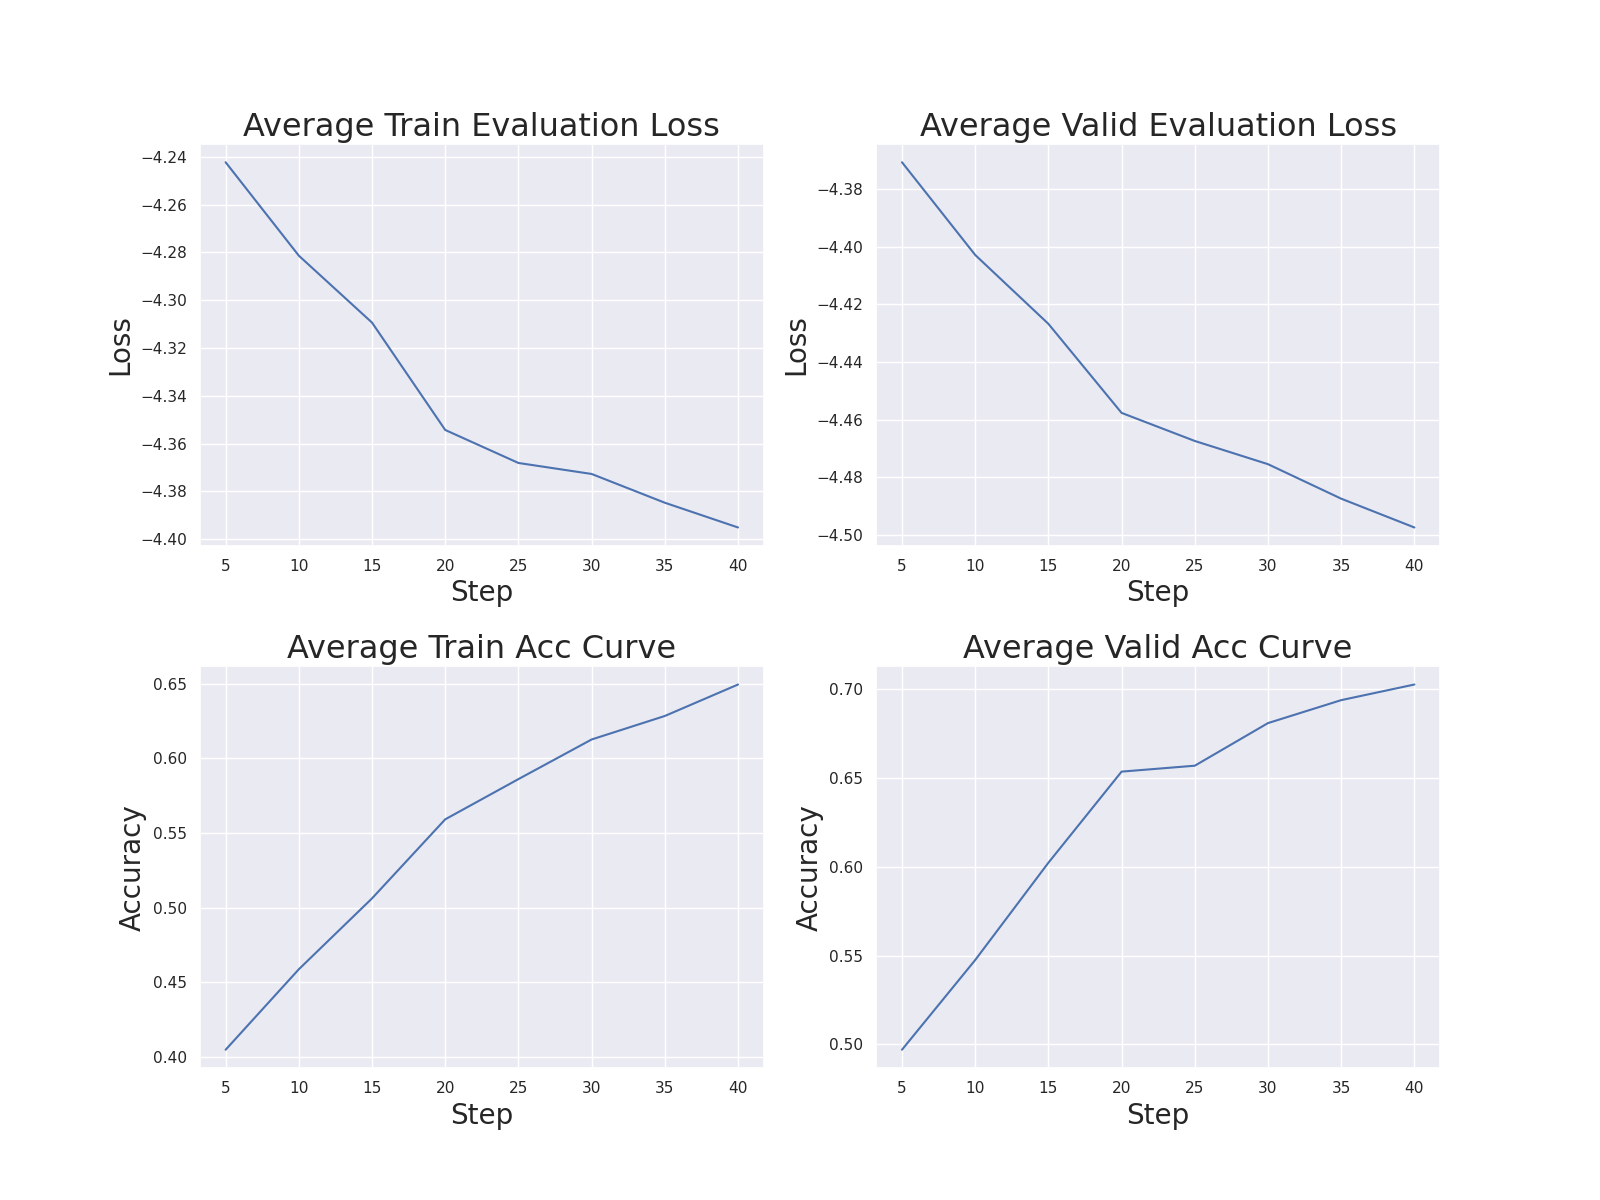 Average Train Evaluation Loss
−4.24
−4.26
−4.28
−4.30
−4.32
−4.34
−4.36
−4.38
−4.40
Loss
5 10 15 20 25 30 35 40
Step
Average Valid Evaluation Loss
−4.38
−4.40
−4.42
−4.44
−4.46
−4.48
−4.50
Loss
5 10 15 20 25 30 35 40
Step
Average Train Acc Curve
0.65
0.60
0.55
0.50
0.45
0.40
Accuracy
5 10 15 20 25 30 35 40
Step
Average Valid Acc Curve
0.70
0.65
0.60
0.55
0.50
Accuracy
5 10 15 20 25 30 35 40
Step